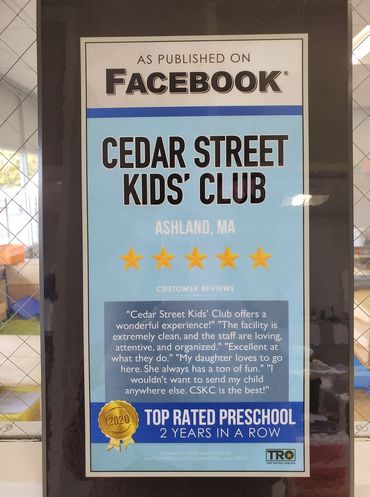 AS PUBLISHED ON
FACEBOOK®
CEDAR STREET
KIDS' CLUB
ASHLAND, MA
CUSTOMER REVIEWS
"Cedar Street Kids' Club offers a
wonderful experience!" "The facility is
extremely clean, and the staff are loving,
attentive, and organized." "Excellent at
what they do." "My daughter loves to go
here. She always has a ton of fun." "I
wouldn't want to send my child
anywhere else. CSKC is the best!"
2020
TOP RATED PRESCHOOL
2 YEARS IN A ROW
TRO
TOP RATED ONLINE